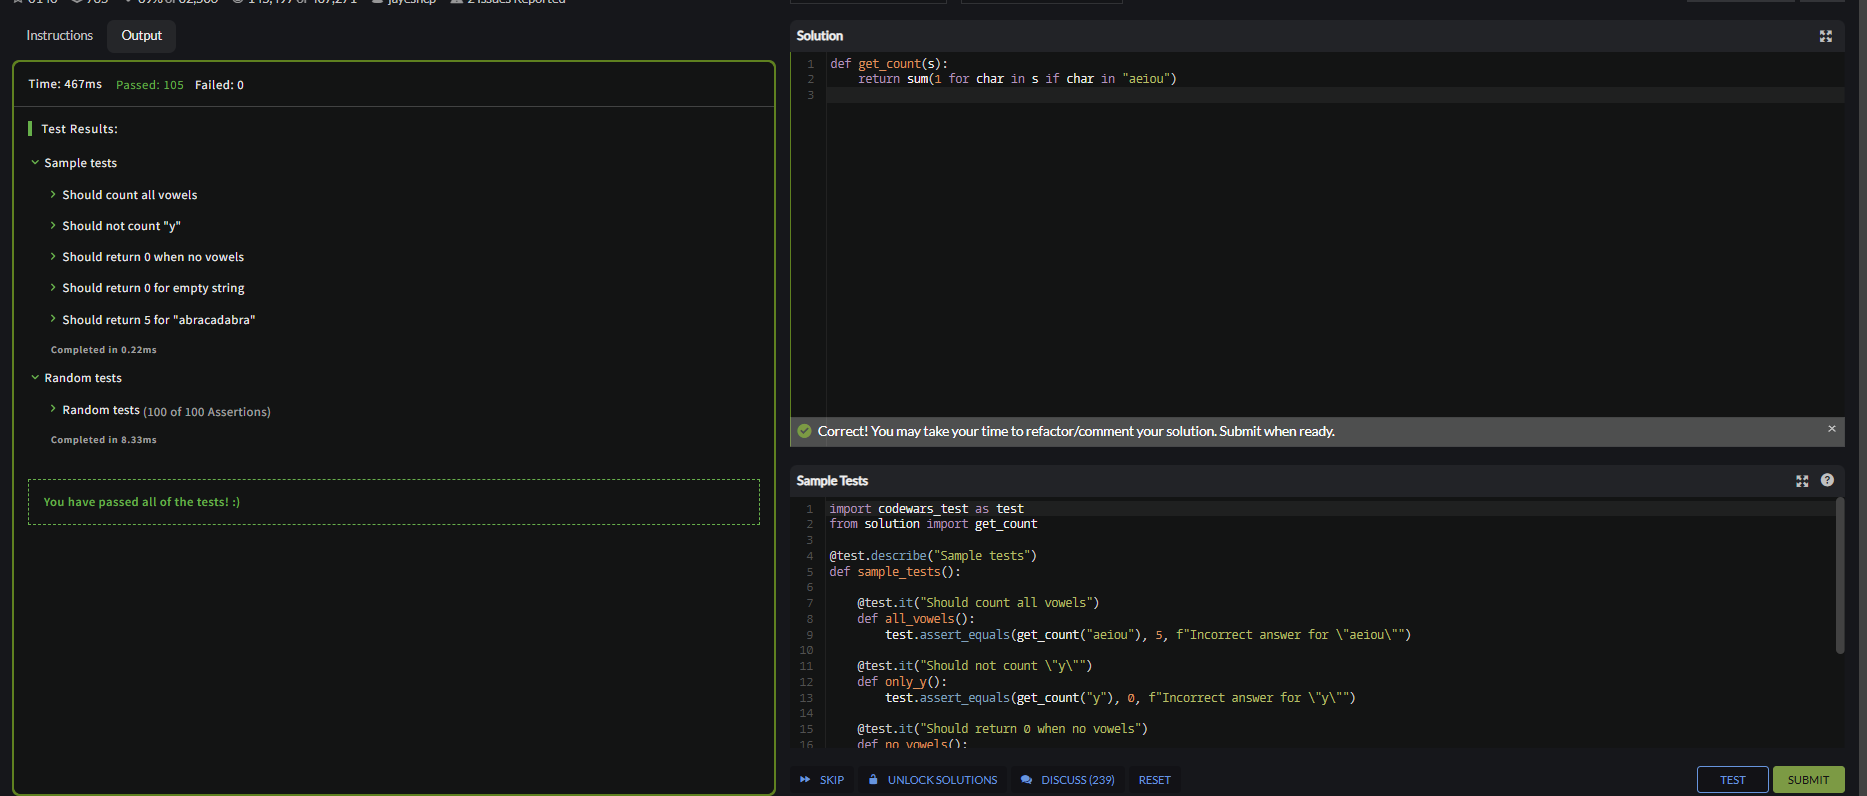 Instructions
Output
Time: 467ms Passed: 105 Failed: 0
Test Results:
Sample tests
Should count all vowels
Should not count "y"
Should return 0 when no vowels
Should return 0 for empty string
Should return 5 for "abracadabra"
Completed in 0.22ms
Random tests
Random tests (100 of 100 Assertions)
Completed in 8.33ms
You have passed all of the tests! :)
Solution
1 def get_count(s):
2     return sum(1 for char in s if char in "aeiou")
3
Correct! You may take your time to refactor/comment your solution. Submit when ready.
×
Sample Tests
?
1 import codewars_test as test
2 from solution import get_count
3
4 @test.describe("Sample tests")
5 def sample_tests():
6
7     @test.it("Should count all vowels")
8     def all_vowels():
9         test.assert_equals(get_count("aeiou"), 5, f"Incorrect answer for \"aeiou\"")
10
11     @test.it("Should not count \"y\"")
12     def only_y():
13         test.assert_equals(get_count("y"), 0, f"Incorrect answer for \"y\"")
14
15     @test.it("Should return 0 when no vowels")
16     def no_vowels():
SKIP
UNLOCK SOLUTIONS
DISCUSS (239)
RESET
TEST
SUBMIT